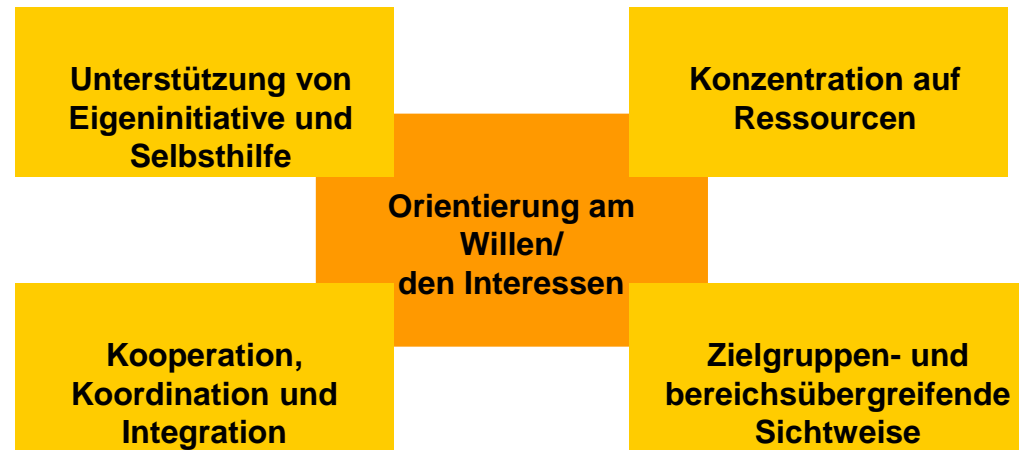 Unterstützung von
Eigeninitiative und
Selbsthilfe
Konzentration auf
Ressourcen
Orientierung am
Willen/
den Interessen
Kooperation,
Koordination und
Integration
Zielgruppen- und
bereichsübergreifende
Sichtweise